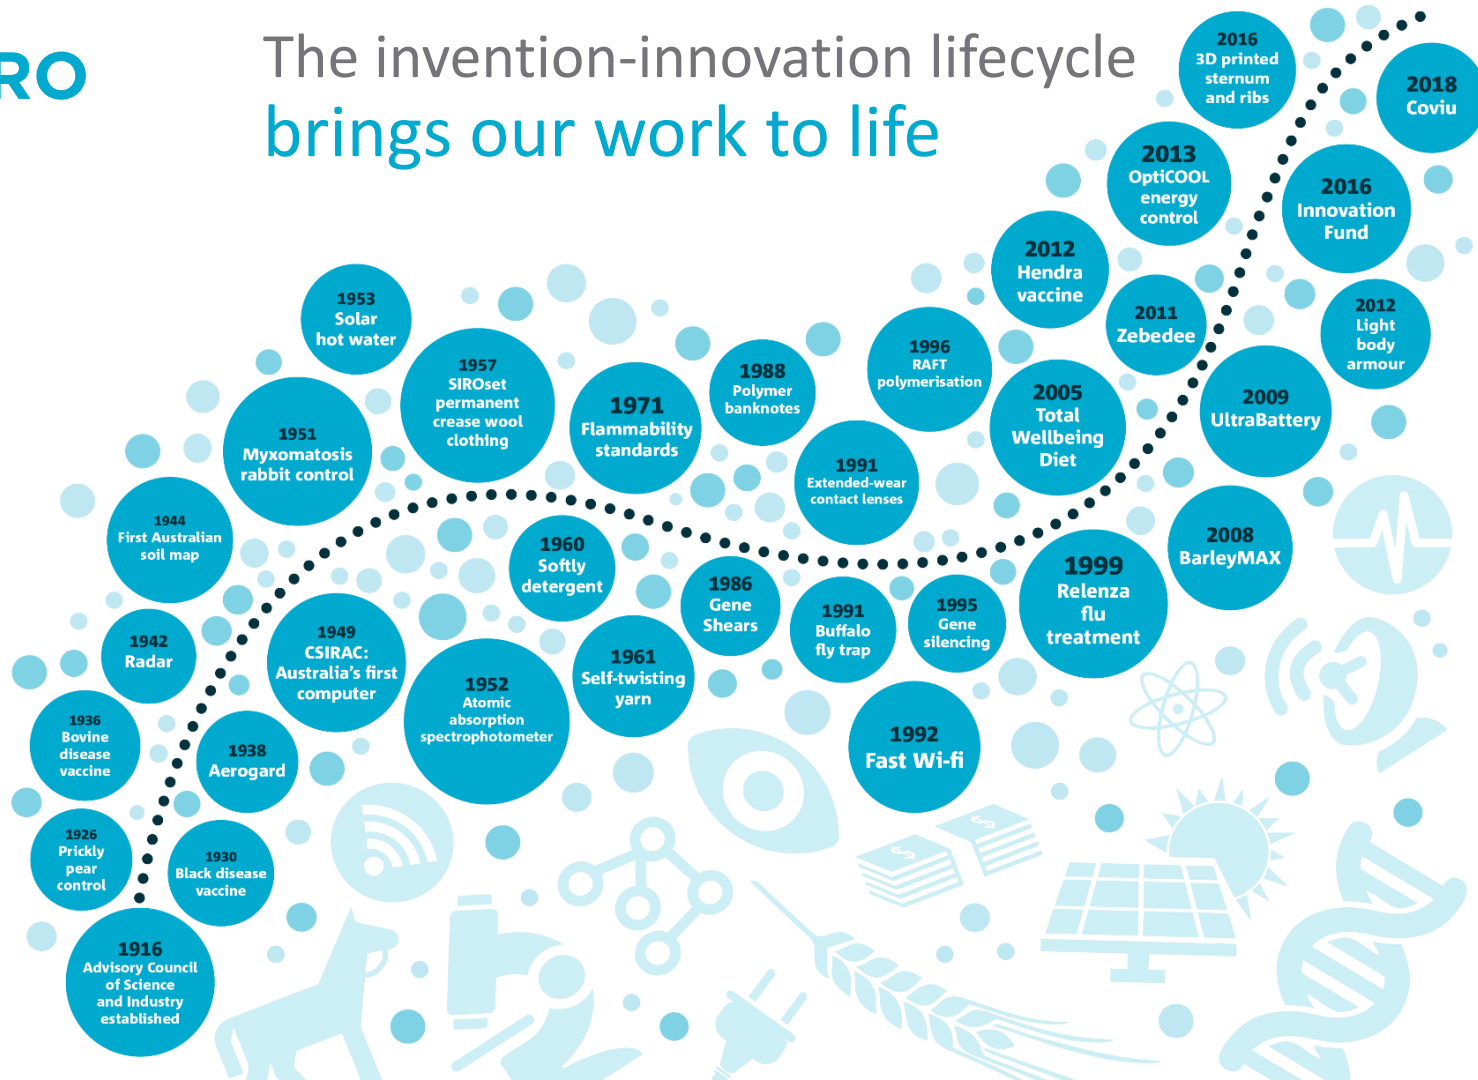 RO
The invention-innovation lifecycle
brings our work to life
1916
Advisory Council
of Science
and Industry
established
1926
Prickly
pear
control
1930
Black disease
vaccine
1936
Bovine
disease
vaccine
1938
Aerogard
1942
Radar
1944
First Australian
soil map
1949
CSIRAC:
Australia's first
computer
1951
Myxomatosis
rabbit control
1952
Atomic
absorption
spectrophotometer
1953
Solar
hot water
1957
SIROset
permanent
crease wool
clothing
1960
Softly
detergent
1961
Self-twisting
yarn
1971
Flammability
standards
1986
Gene
Shears
1988
Polymer
banknotes
1991
Extended-wear
contact lenses
1991
Buffalo
fly trap
1992
Fast Wi-fi
1995
Gene
silencing
1996
RAFT
polymerisation
1999
Relenza
flu
treatment
2005
Total
Wellbeing
Diet
2008
BarleyMAX
2009
UltraBattery
2011
Zebedee
2012
Hendra
vaccine
2012
Light
body
armour
2013
OptiCOOL
energy
control
2016
3D printed
sternum
and ribs
2016
Innovation
Fund
2018
Coviu
$
$